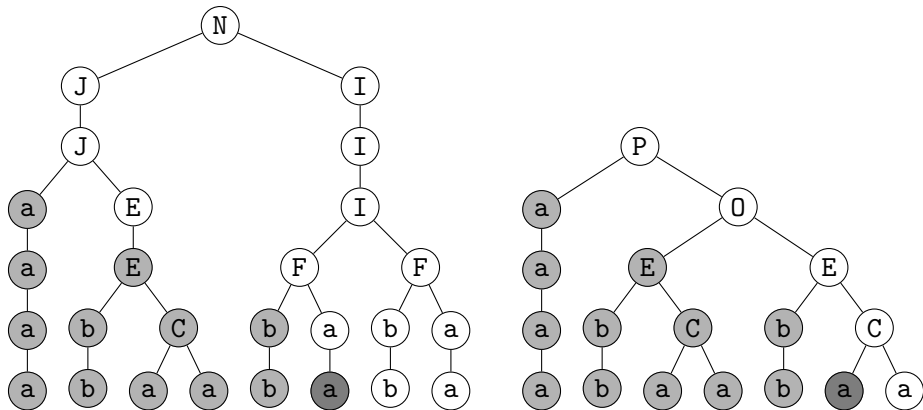 N
J I
J I P
a E I a O
a E F F a E E
a b C b a b a a b C b C
a b a a b a b a a b a a b a a